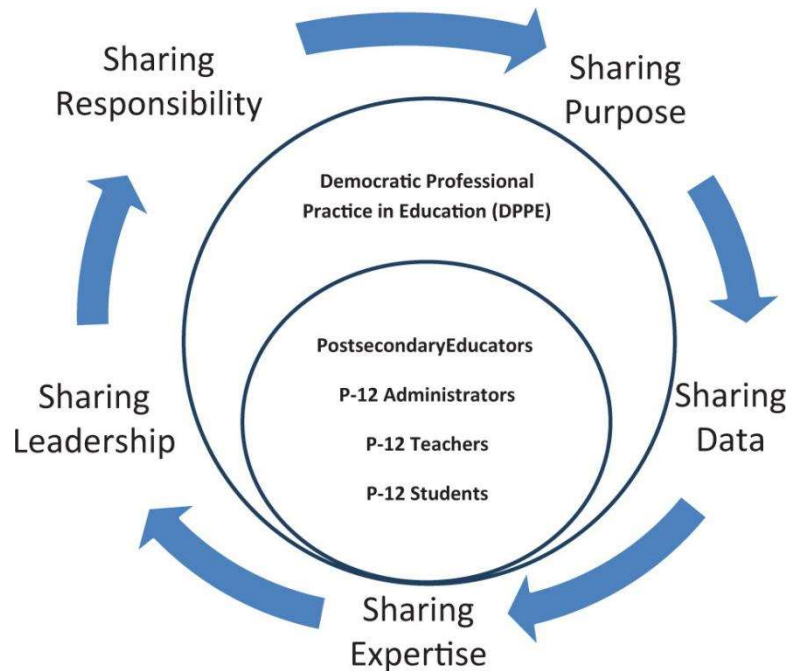 Sharing
Responsibility
Sharing
Purpose
Democratic Professional
Practice in Education (DPPE)
PostsecondaryEducators
P-12 Administrators
P-12 Teachers
P-12 Students
Sharing
Leadership
Sharing
Data
Sharing
Expertise